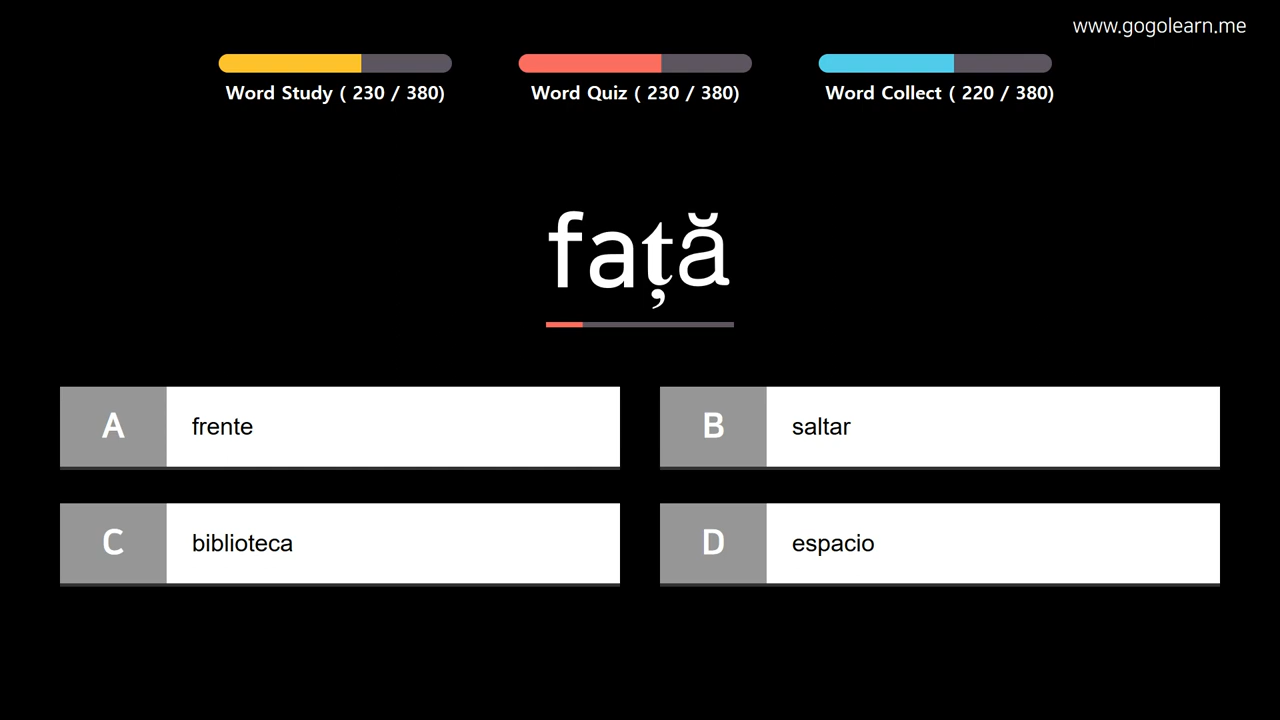 www.gogolearn.me
Word Study ( 230 / 380)
Word Quiz ( 230 / 380)
Word Collect ( 220 / 380)
față
A frente
B saltar
C biblioteca
D espacio